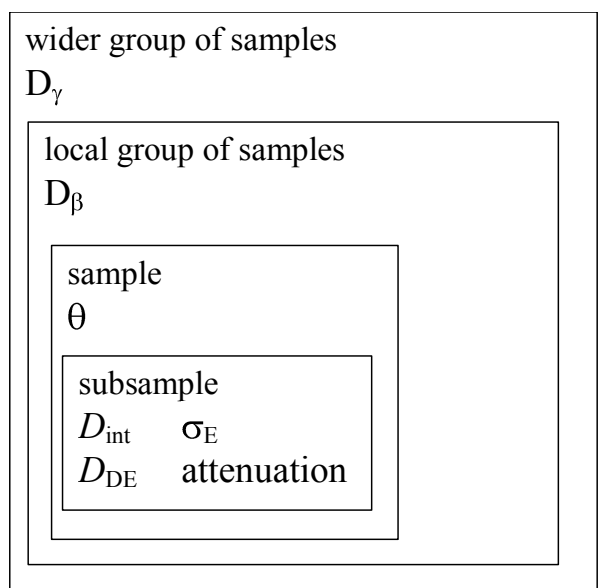 wider group of samples
Dγ
local group of samples
Dβ
sample
θ
subsample
Dint σE
DDE attenuation